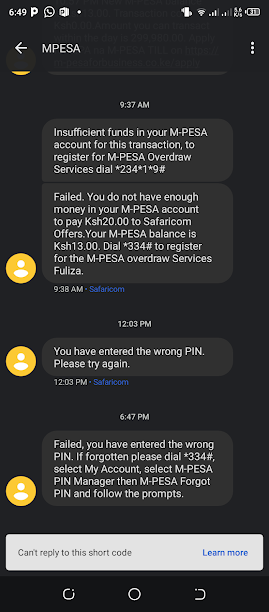 6:49
MPESA
9:37 AM
Insufficient funds in your M-PESA
account for this transaction, to
register for M-PESA Overdraw
Services dial *234*1*9#
Failed. You do not have enough
money in your M-PESA account
to pay Ksh20.00 to Safaricom
Offers.Your M-PESA balance is
Ksh13.00. Dial *334# to register
for the M-PESA overdraw Services
Fuliza.
9:38 AM · Safaricom
12:03 PM
You have entered the wrong PIN.
Please try again.
12:03 PM · Safaricom
6:47 PM
Failed, you have entered the wrong
PIN. If forgotten please dial *334#,
select My Account, select M-PESA
PIN Manager then M-PESA Forgot
PIN and follow the prompts.
Can't reply to this short code
Learn more